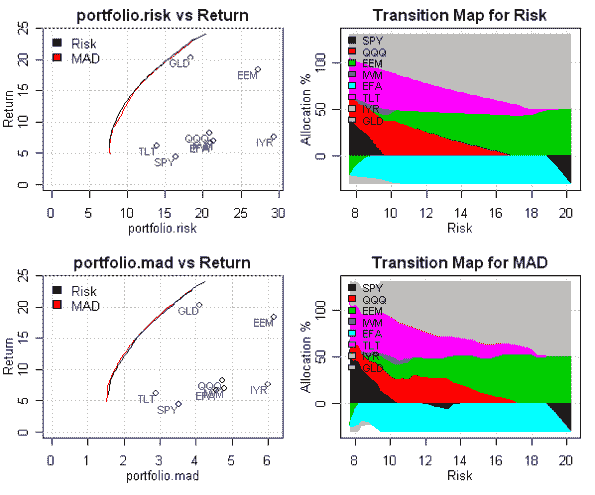 portfolio.risk vs Return
Return
25
20
15
10
5
0
Risk
MAD
GLD
EEM
QQQ
EFA
TLT
SPY
IYR
0
5
10
15
20
25
30
portfolio.risk
Transition Map for Risk
Allocation %
100
50
0
SPY
QQQ
EEM
IWM
EFA
TLT
IYR
GLD
8
10
12
14
16
18
20
Risk
portfolio.mad vs Return
Return
25
20
15
10
5
0
Risk
MAD
GLD
EEM
QQQ
EFA
IWM
TLT
SPY
IYR
0
1
2
3
4
5
6
portfolio.mad
Transition Map for MAD
Allocation %
100
50
0
SPY
QQQ
EEM
IWM
EFA
TLT
IYR
GLD
8
10
12
14
16
18
20
Risk